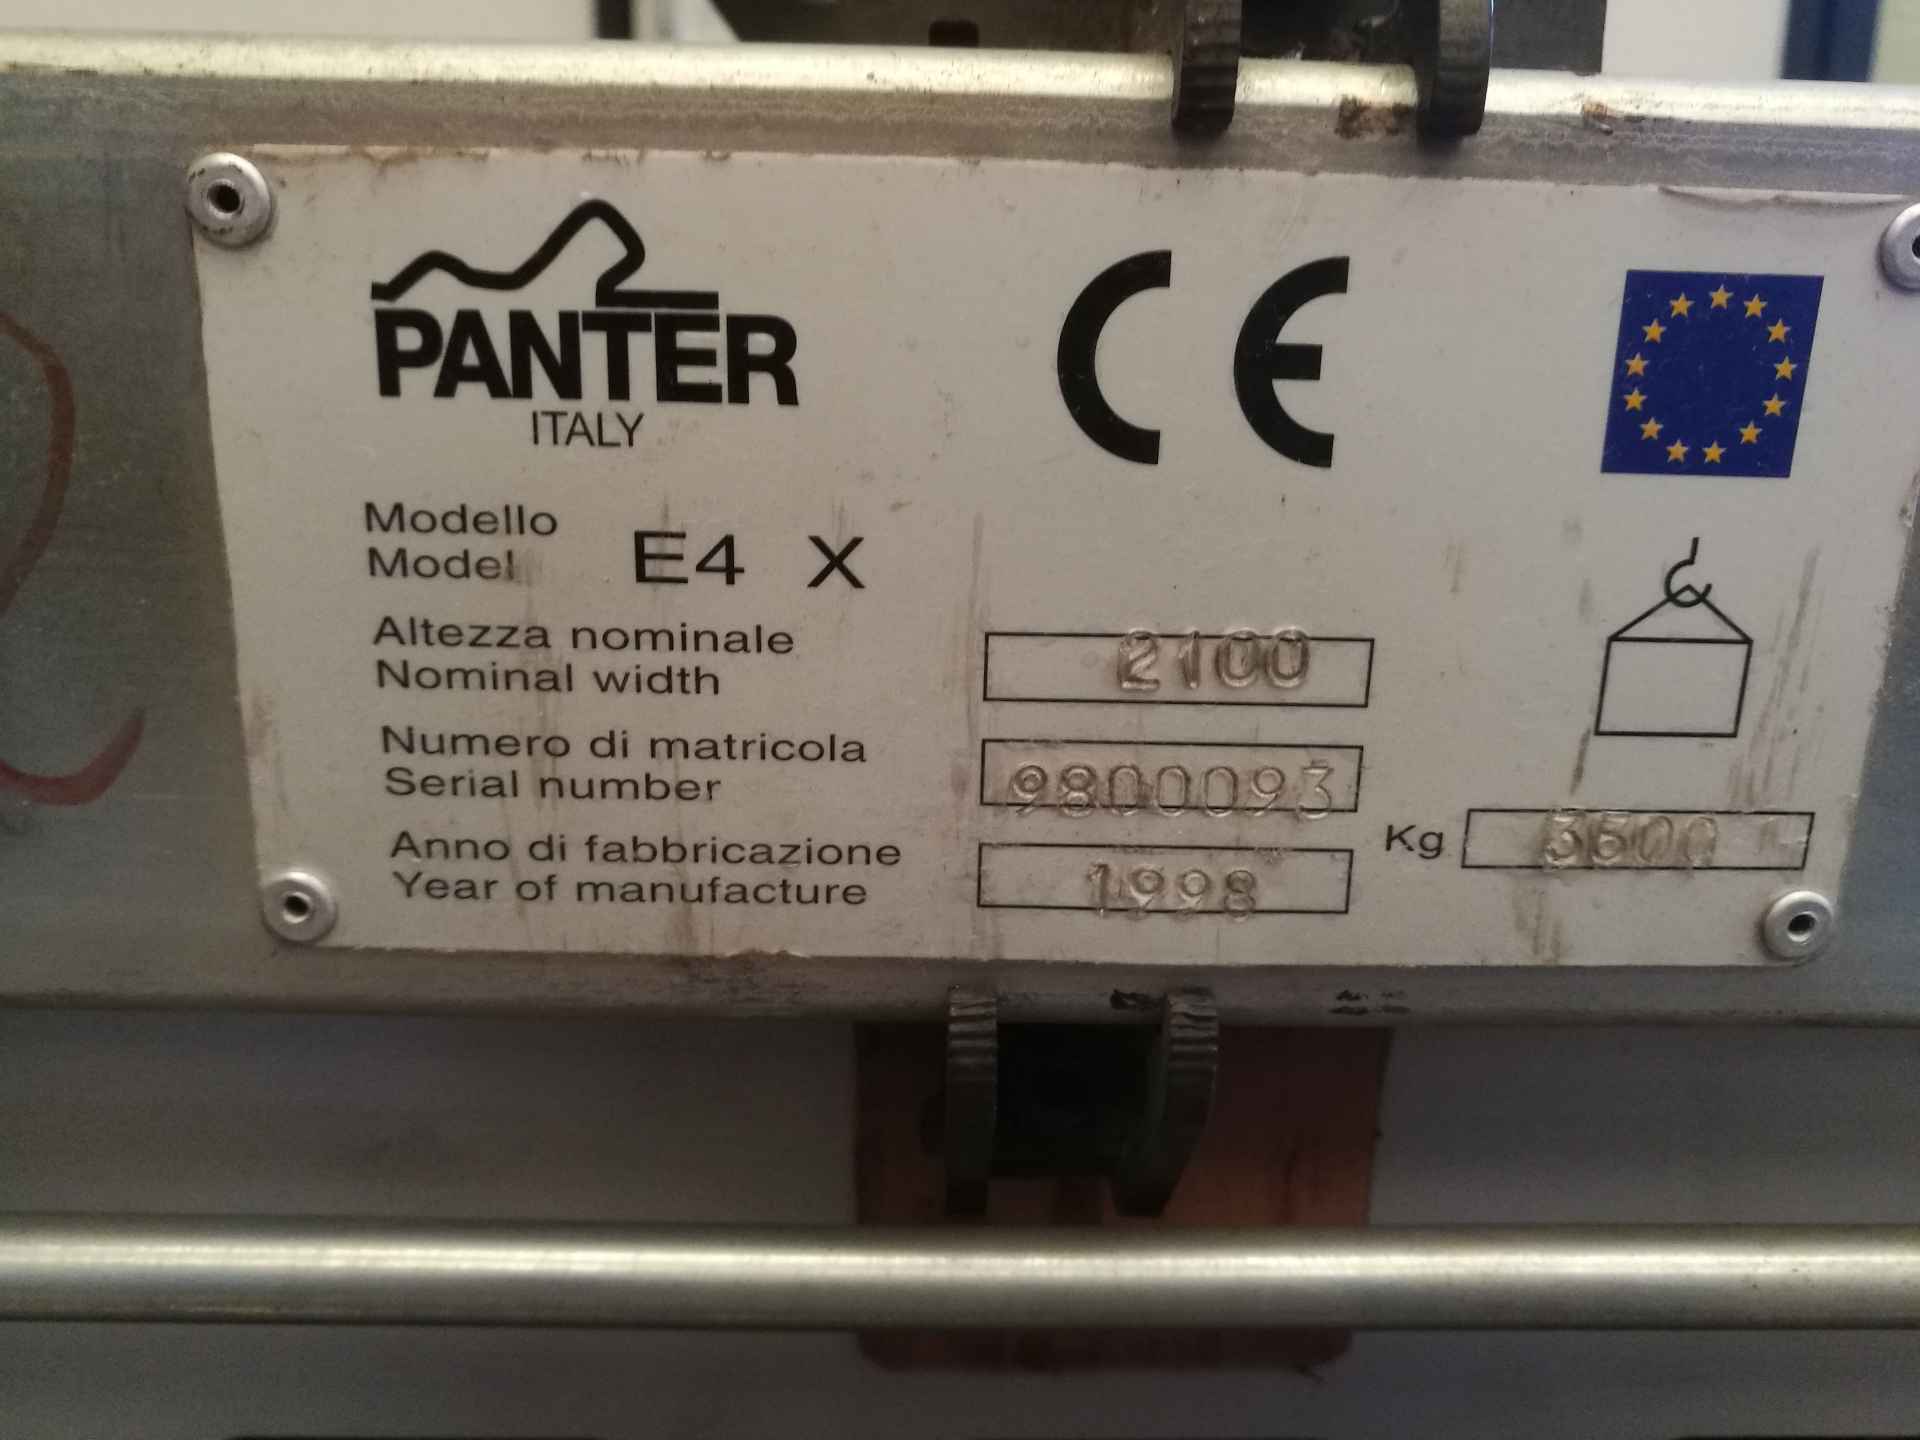 PANTER
ITALY
CE
Modello
Model
E4 X
Altezza nominale
Nominal width
2100
Numero di matricola
Serial number
9800093
Anno di fabbricazione
Year of manufacture
1998
Kg